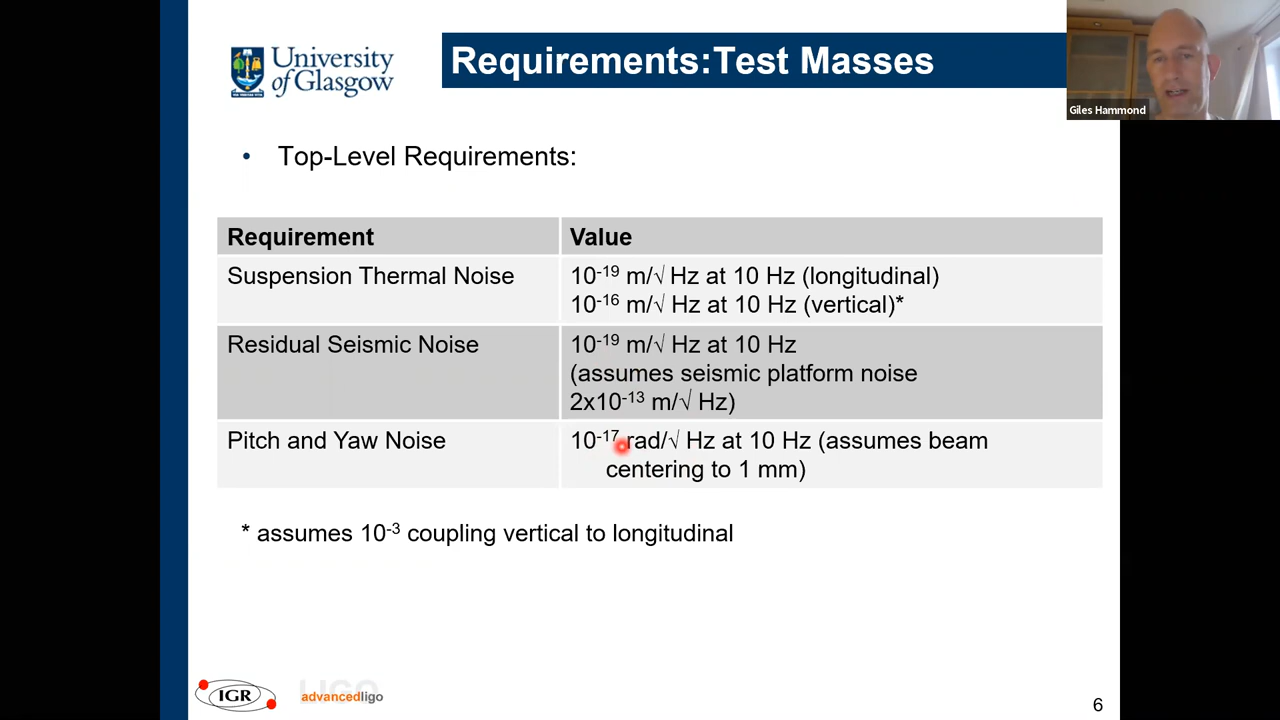 University
of Glasgow
Requirements:Test Masses
Giles Hammond
• Top-Level Requirements:
Requirement Value
Suspension Thermal Noise 10⁻¹⁹ m/√ Hz at 10 Hz (longitudinal)
10⁻¹⁶ m/√ Hz at 10 Hz (vertical)*
Residual Seismic Noise 10⁻¹⁹ m/√ Hz at 10 Hz
(assumes seismic platform noise
2x10⁻¹³ m/√ Hz)
Pitch and Yaw Noise 10⁻¹⁷ rad/√ Hz at 10 Hz (assumes beam
centering to 1 mm)
* assumes 10⁻³ coupling vertical to longitudinal
IGR
LIGO
advancedligo
6